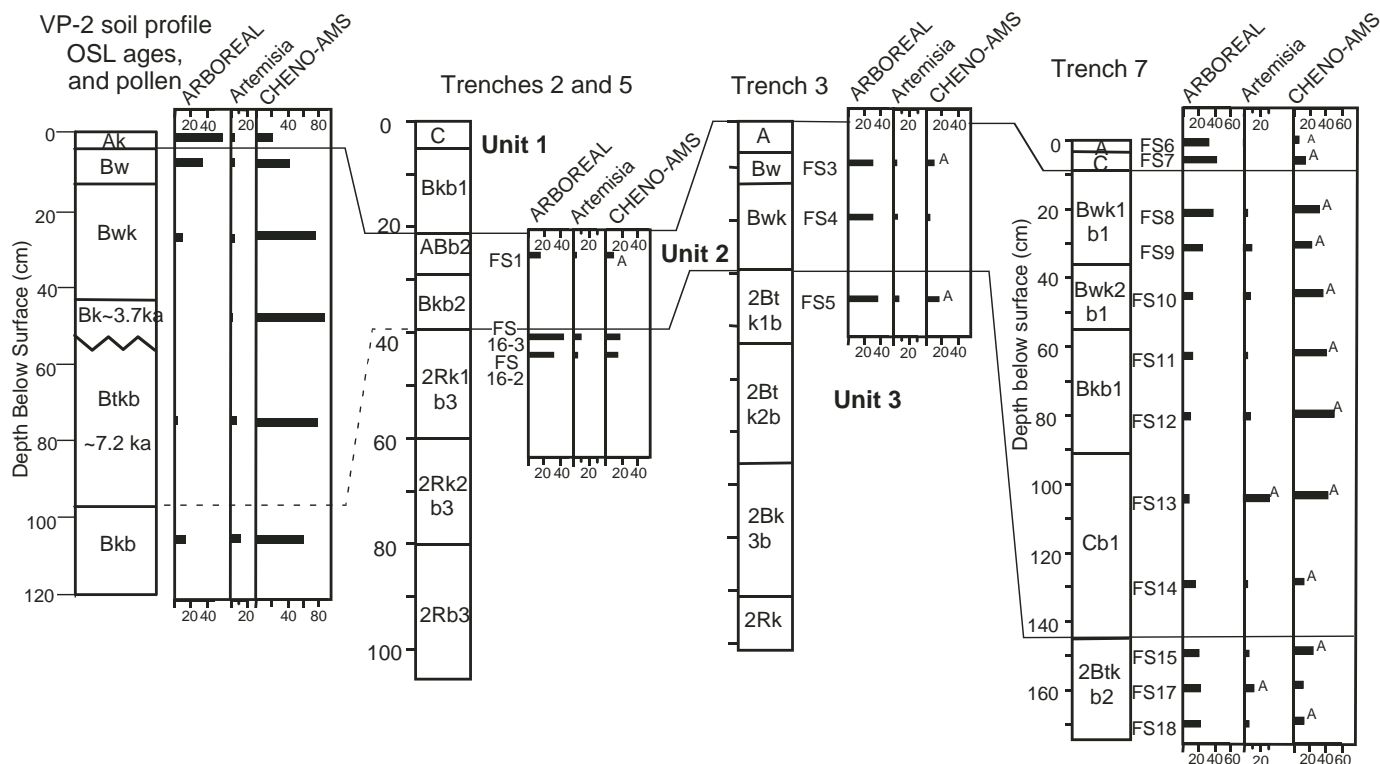 VP-2 soil profile
OSL ages,
and pollen
ARBOREAL
Artemisia
CHENO-AMS
20 40
20
40 80
Depth Below Surface (cm)
0
20
40
60
80
100
120
Ak
Bw
Bwk
Bk~3.7ka
Btkb
~7.2 ka
Bkb
20 40
20
40 80
Trenches 2 and 5
0
20
40
60
80
100
C
Bkb1
ABb2
Bkb2
2Rk1
b3
2Rk2
b3
2Rb3
Unit 1
ARBOREAL
Artemisia
CHENO-AMS
20 40
20
20 40
FS1
A
FS
16-3
FS
16-2
20 40
20
20 40
Unit 2
Trench 3
A
Bw
Bwk
2Bt
k1b
2Bt
k2b
2Bk
3b
2Rk
ARBOREAL
Artemisia
CHENO-AMS
20 40
20
20 40
FS3
A
FS4
FS5
A
20 40
20
20 40
Unit 3
Trench 7
Depth below surface (cm)
0
20
40
60
80
100
120
140
160
A
C
Bwk1
b1
Bwk2
b1
Bkb1
Cb1
2Btk
b2
ARBOREAL
Artemisia
CHENO-AMS
20 40 60
20
20 40 60
FS6
A
FS7
A
FS8
A
FS9
A
FS10
A
FS11
A
FS12
A
FS13
A
A
FS14
A
FS15
A
FS17
A
FS18
A
20 40 60
20
20 40 60